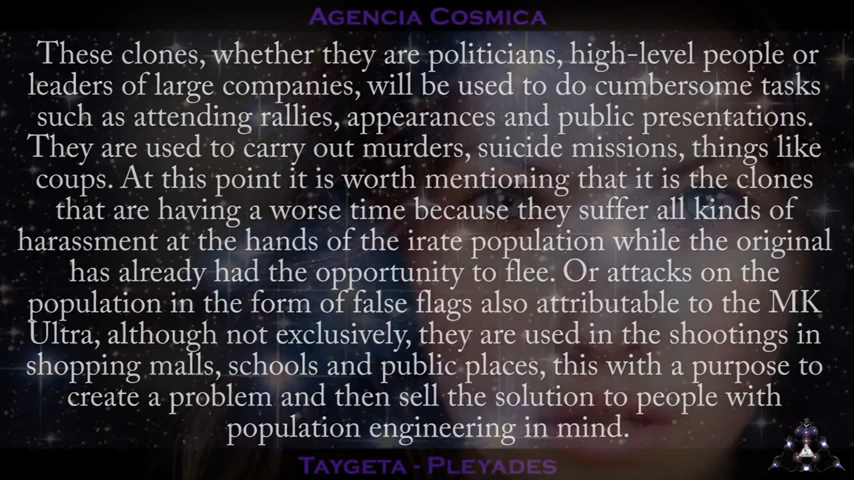 AGENCIA COSMICA
These clones, whether they are politicians, high-level people or
leaders of large companies, will be used to do cumbersome tasks
such as attending rallies, appearances and public presentations.
They are used to carry out murders, suicide missions, things like
coups. At this point it is worth mentioning that it is the clones
that are having a worse time because they suffer all kinds of
harassment at the hands of the irate population while the original
has already had the opportunity to flee. Or attacks on the
population in the form of false flags also attributable to the MK
Ultra, although not exclusively, they are used in the shootings in
shopping malls, schools and public places, this with a purpose to
create a problem and then sell the solution to people with
population engineering in mind.
TAYGETA - PLEYADES